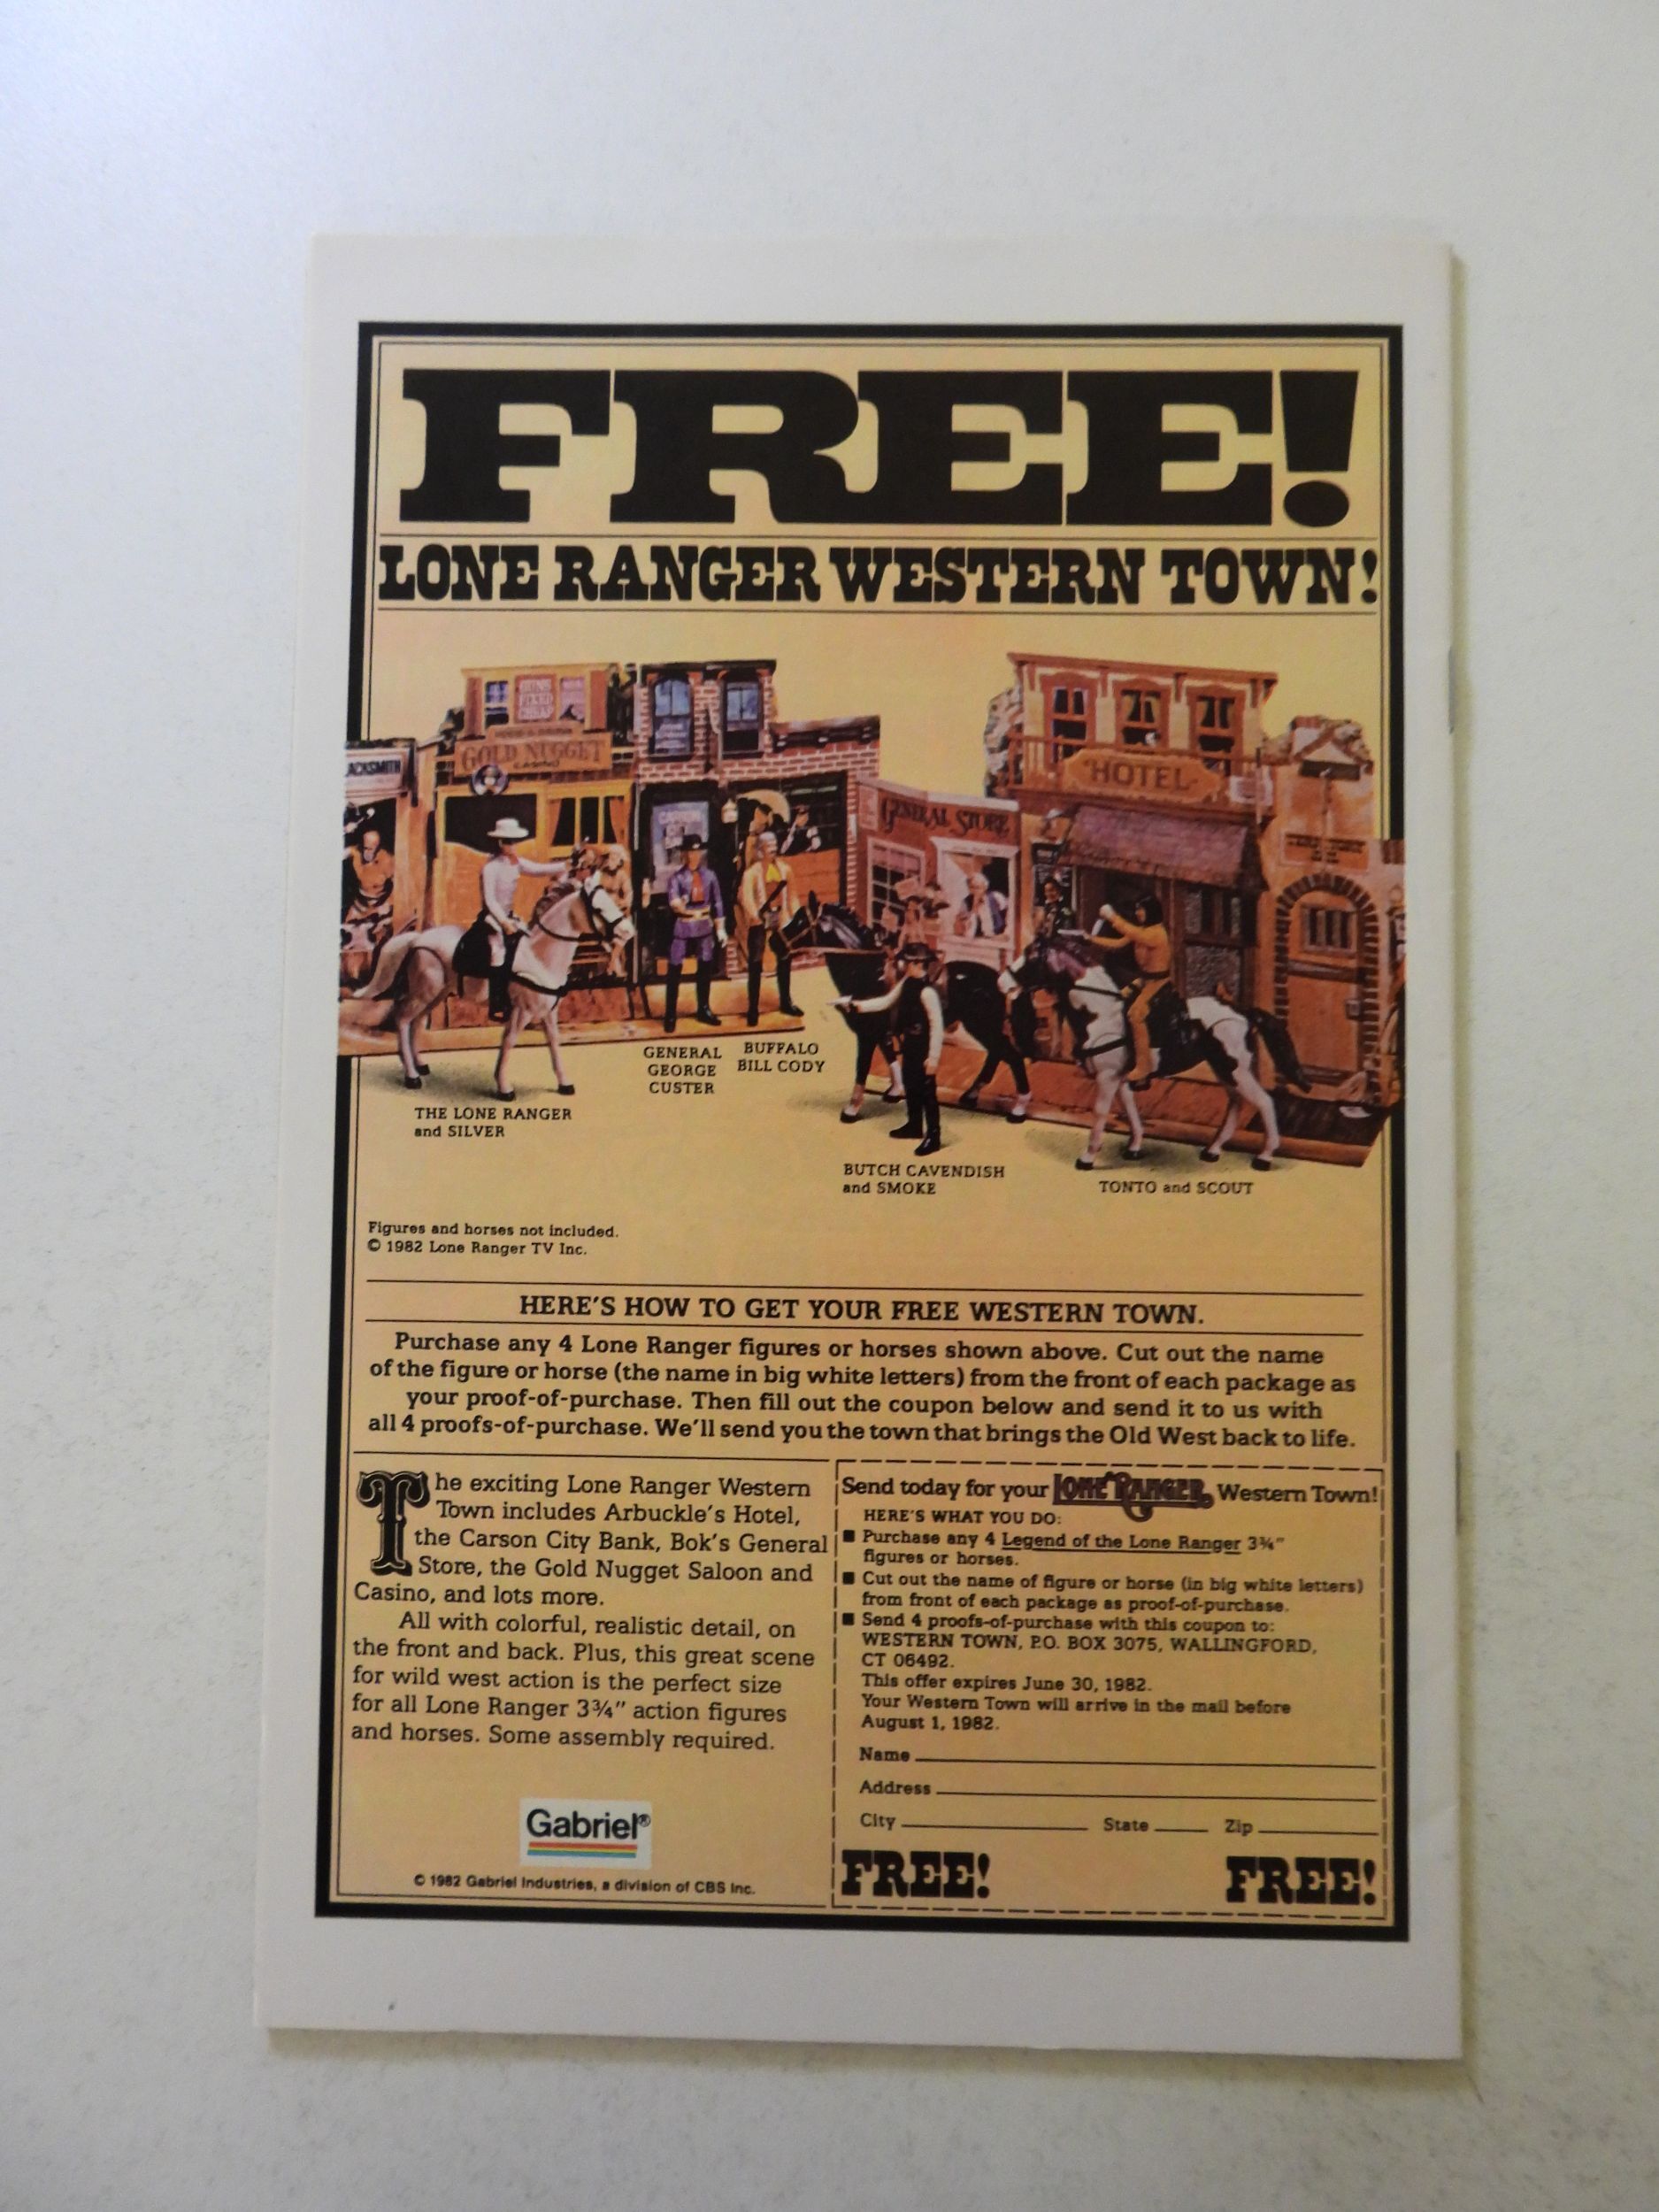 FREE!
LONE RANGER WESTERN TOWN!
ACKSMITH
GOLD NUGGET
CASINO
GENERAL STORE
HOTEL
GENERAL
GEORGE
CUSTER
BUFFALO
BILL CODY
THE LONE RANGER
and SILVER
BUTCH CAVENDISH
and SMOKE
TONTO and SCOUT
Figures and horses not included.
© 1982 Lone Ranger TV Inc.
HERE'S HOW TO GET YOUR FREE WESTERN TOWN.
Purchase any 4 Lone Ranger figures or horses shown above. Cut out the name
of the figure or horse (the name in big white letters) from the front of each package as
your proof-of-purchase. Then fill out the coupon below and send it to us with
all 4 proofs-of-purchase. We'll send you the town that brings the Old West back to life.
The exciting Lone Ranger Western
Town includes Arbuckle's Hotel,
the Carson City Bank, Bok's General
Store, the Gold Nugget Saloon and
Casino, and lots more.
All with colorful, realistic detail, on
the front and back. Plus, this great scene
for wild west action is the perfect size
for all Lone Ranger 3¾" action figures
and horses. Some assembly required.
Gabriel®
© 1982 Gabriel Industries, a division of CBS Inc.
Send today for your LONE RANGER Western Town!
HERE'S WHAT YOU DO:
■ Purchase any 4 Legend of the Lone Ranger 3¾"
figures or horses.
■ Cut out the name of figure or horse (in big white letters)
from front of each package as proof-of-purchase.
■ Send 4 proofs-of-purchase with this coupon to:
WESTERN TOWN, P.O. BOX 3075, WALLINGFORD,
CT 06492.
This offer expires June 30, 1982.
Your Western Town will arrive in the mail before
August 1, 1982.
Name
Address
City State Zip
FREE! FREE!